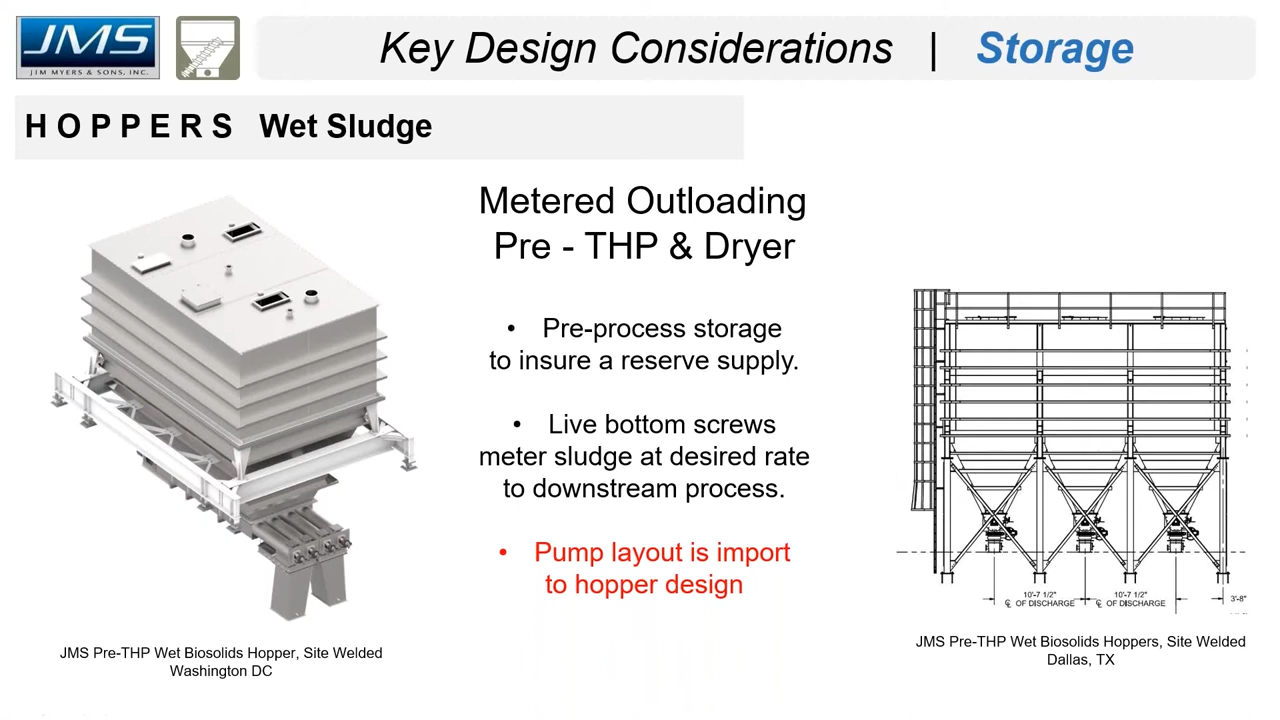 JMS
JIM MYERS & SONS, INC.
Key Design Considerations | Storage
HOPPERS Wet Sludge
Metered Outloading
Pre - THP & Dryer
• Pre-process storage
to insure a reserve supply.
• Live bottom screws
meter sludge at desired rate
to downstream process.
• Pump layout is import
to hopper design
JMS Pre-THP Wet Biosolids Hopper, Site Welded
Washington DC
10'-7 1/2"
℄ OF DISCHARGE
10'-7 1/2"
℄ OF DISCHARGE
3'-8"
JMS Pre-THP Wet Biosolids Hoppers, Site Welded
Dallas, TX